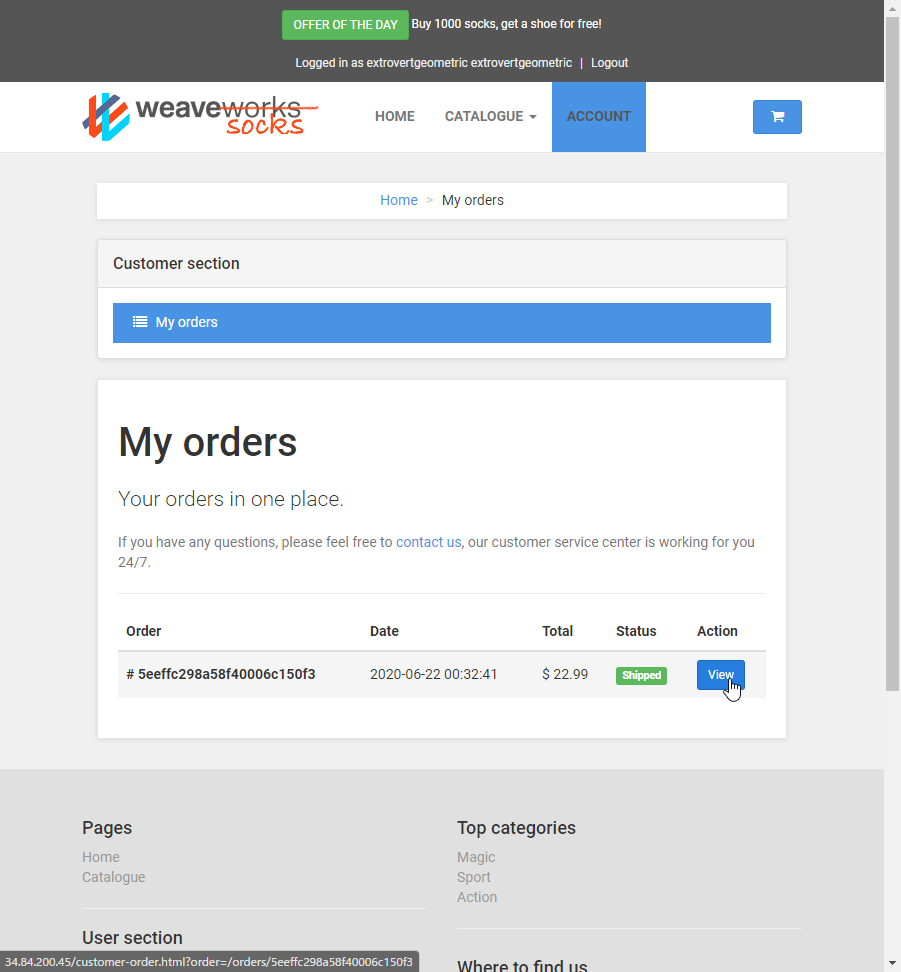 OFFER OF THE DAY Buy 1000 socks, get a shoe for free!
Logged in as extrovertgeometric extrovertgeometric | Logout
weaveworks
socks
HOME CATALOGUE ACCOUNT
Home > My orders
Customer section
My orders
My orders
Your orders in one place.
If you have any questions, please feel free to contact us, our customer service center is working for you
24/7.
Order Date Total Status Action
# 5eeffc298a58f40006c150f3 2020-06-22 00:32:41 $ 22.99 Shipped View
Pages
Home
Catalogue
User section
Top categories
Magic
Sport
Action
Where to find us
34.84.200.45/customer-order.html?order=/orders/5eeffc298a58f40006c150f3